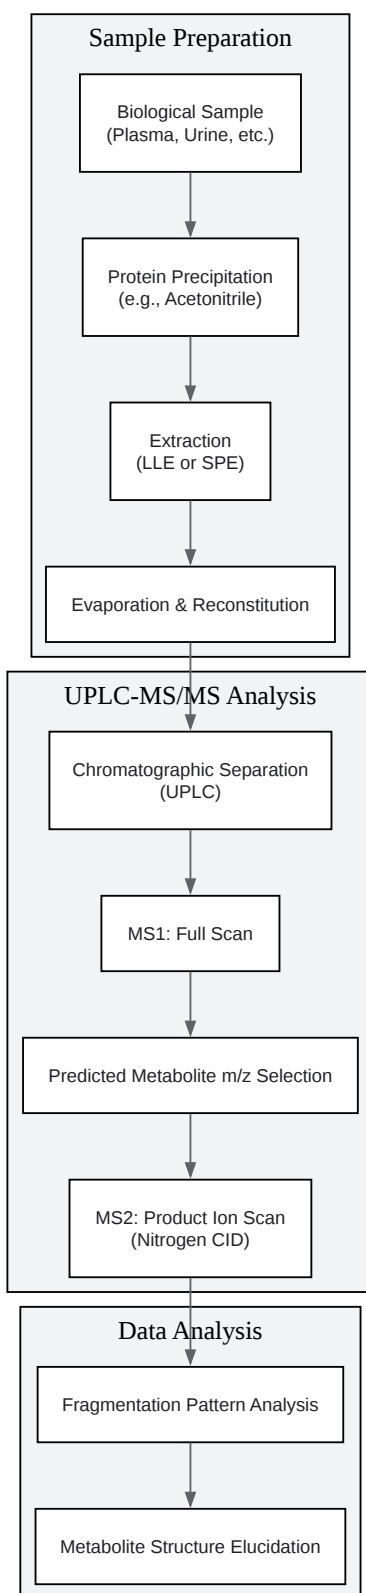 Sample Preparation
Biological Sample
(Plasma, Urine, etc.)
Protein Precipitation
(e.g., Acetonitrile)
Extraction
(LLE or SPE)
Evaporation & Reconstitution
UPLC-MS/MS Analysis
Chromatographic Separation
(UPLC)
MS1: Full Scan
Predicted Metabolite m/z Selection
MS2: Product Ion Scan
(Nitrogen CID)
Data Analysis
Fragmentation Pattern Analysis
Metabolite Structure Elucidation